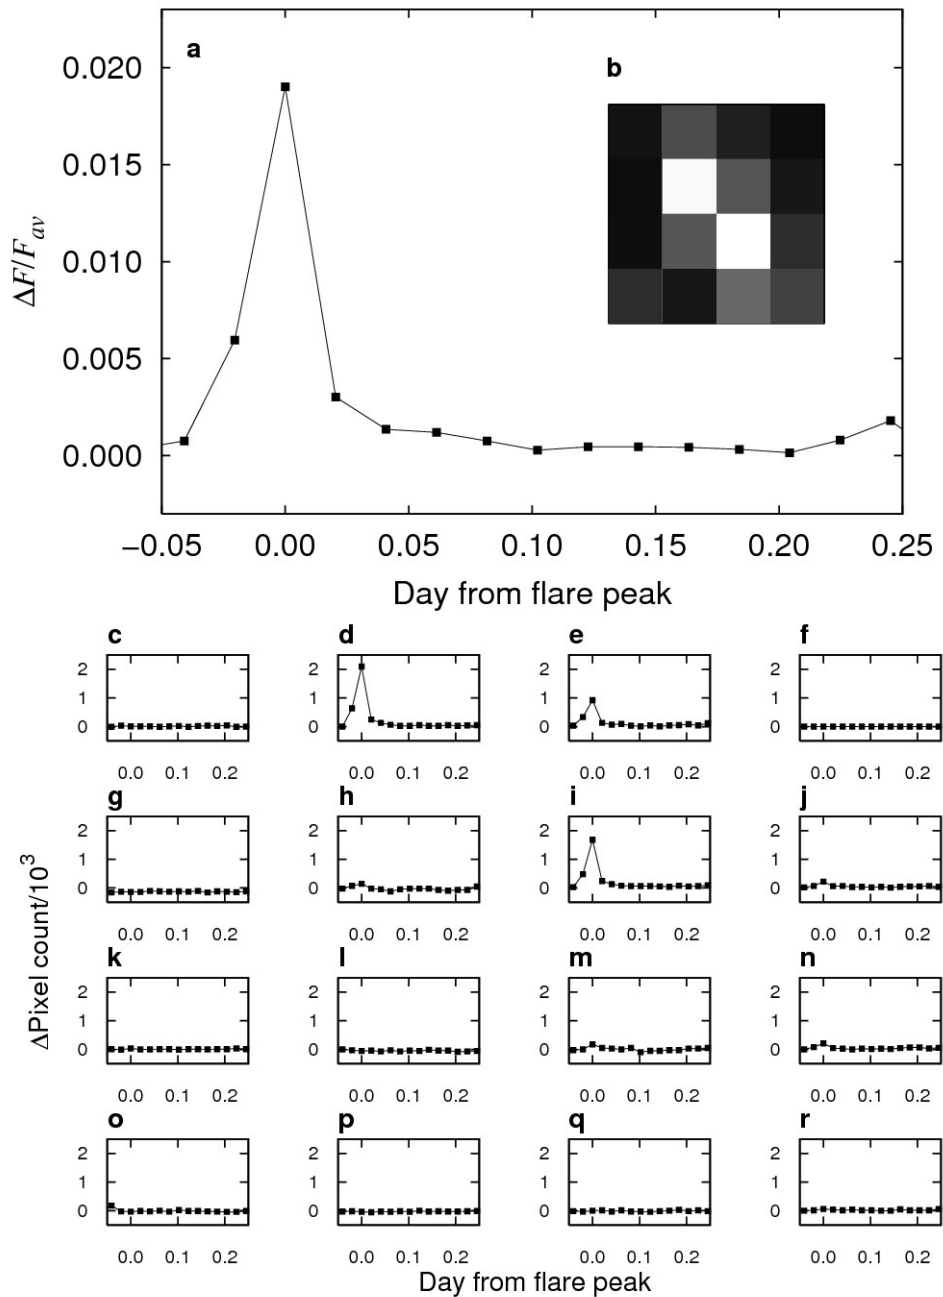 a
b
0.020
0.015
0.010
0.005
0.000
ΔF/F_av
−0.05 0.00 0.05 0.10 0.15 0.20 0.25
Day from flare peak
c d e f
2 2 2 2
1 1 1 1
0 0 0 0
0.0 0.1 0.2 0.0 0.1 0.2 0.0 0.1 0.2 0.0 0.1 0.2
g h i j
2 2 2 2
1 1 1 1
0 0 0 0
0.0 0.1 0.2 0.0 0.1 0.2 0.0 0.1 0.2 0.0 0.1 0.2
ΔPixel count/10³
k l m n
2 2 2 2
1 1 1 1
0 0 0 0
0.0 0.1 0.2 0.0 0.1 0.2 0.0 0.1 0.2 0.0 0.1 0.2
o p q r
2 2 2 2
1 1 1 1
0 0 0 0
0.0 0.1 0.2 0.0 0.1 0.2 0.0 0.1 0.2 0.0 0.1 0.2
Day from flare peak